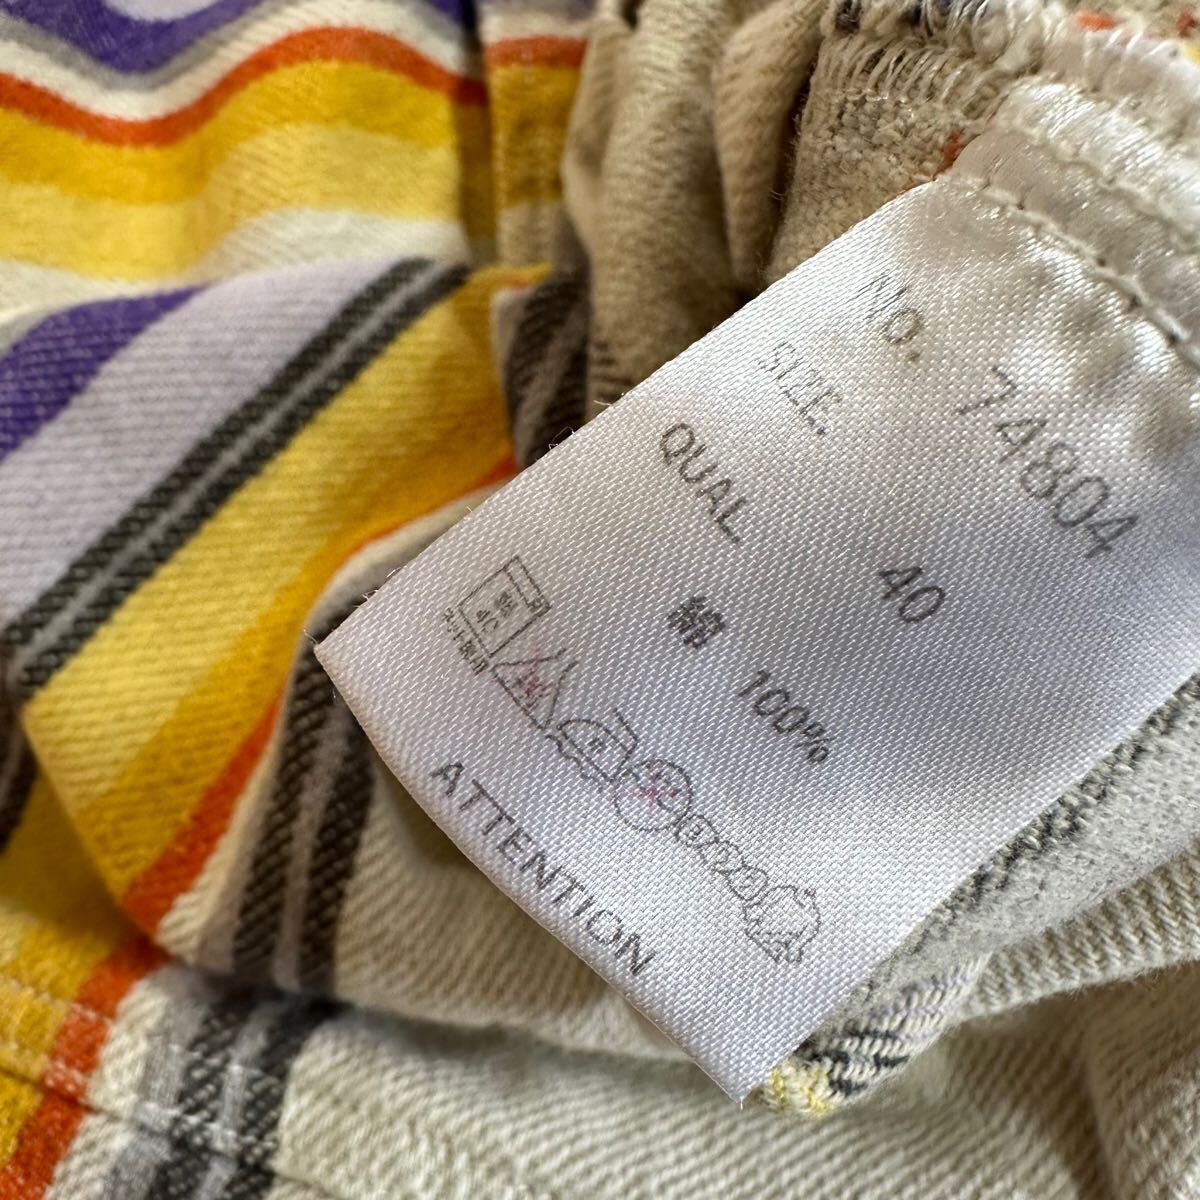 NO. 74804
SIZE. 40
QUAL.
綿 100%
ATTENTION